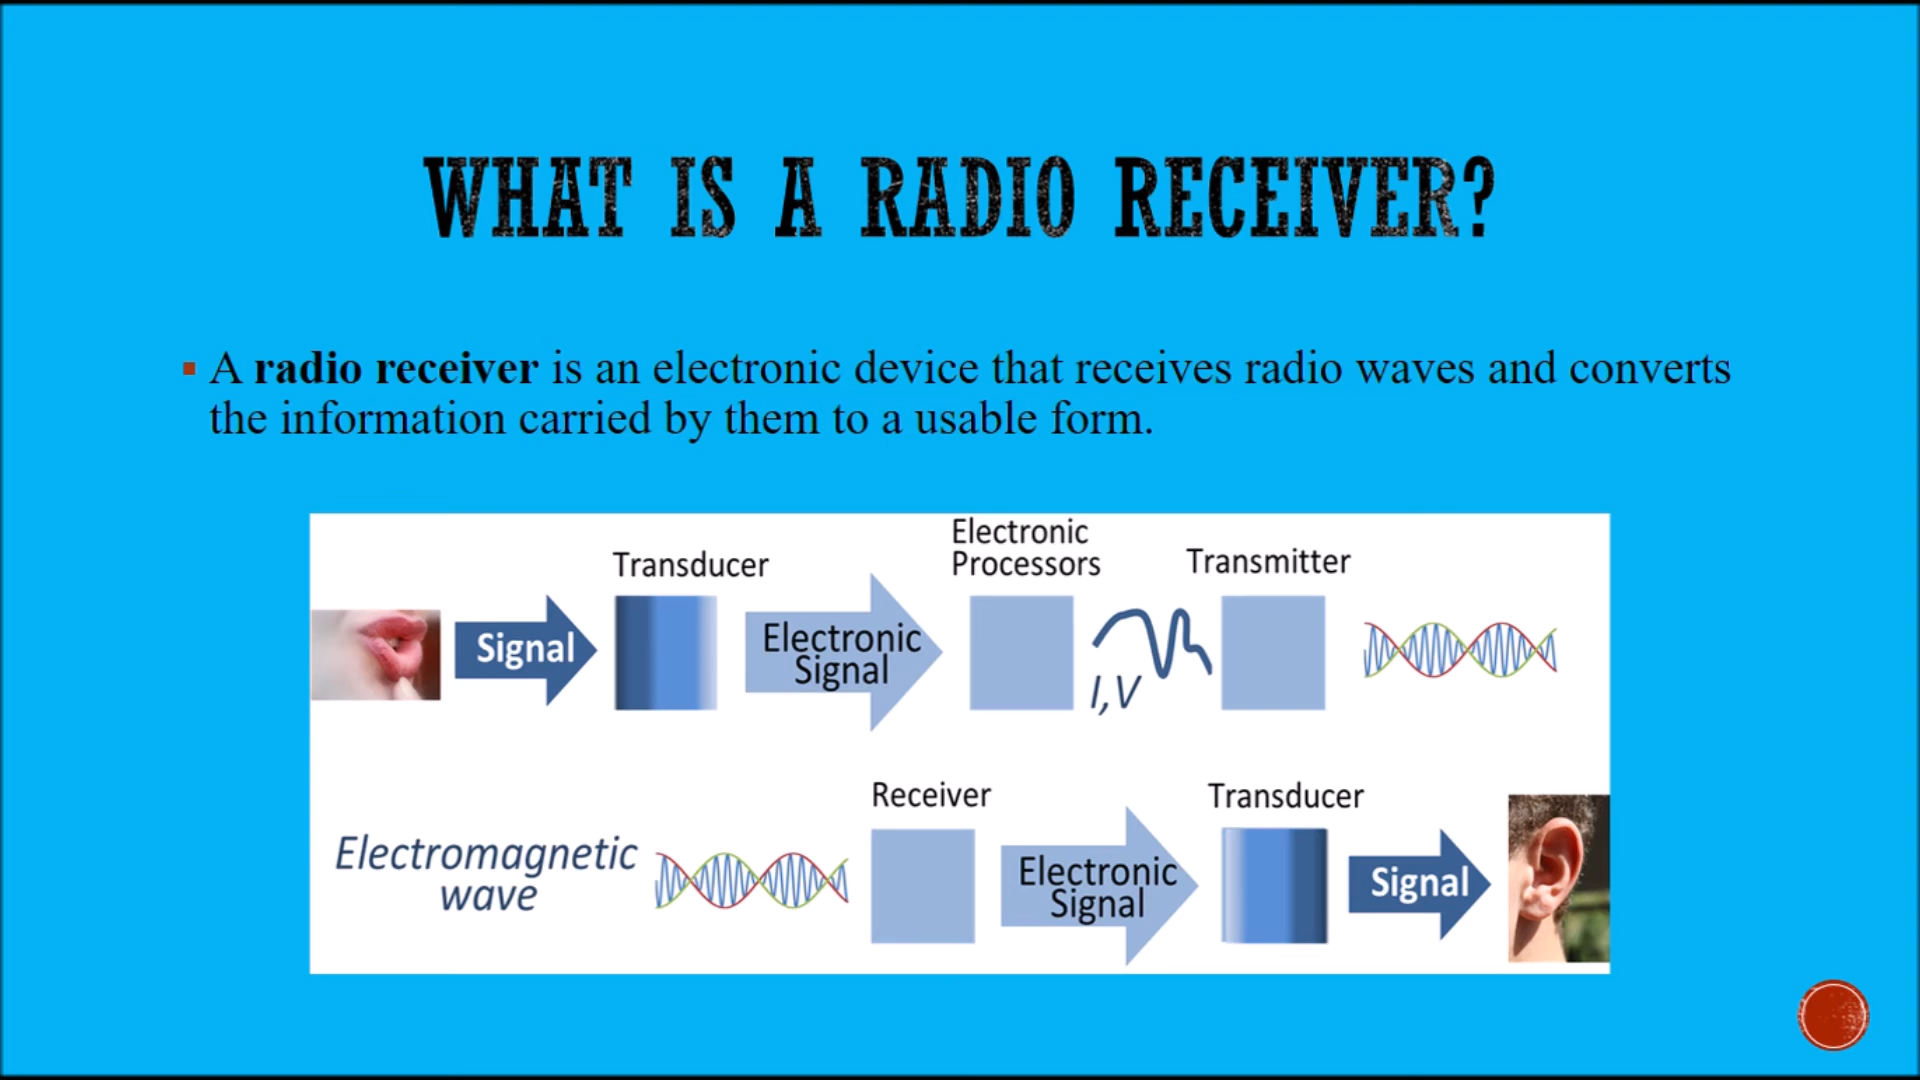 WHAT IS A RADIO RECEIVER?
A radio receiver is an electronic device that receives radio waves and converts
the information carried by them to a usable form.
Electronic
Processors
Transducer
Transmitter
Signal
Electronic
Signal
I,V
Receiver
Transducer
Electromagnetic
wave
Electronic
Signal
Signal